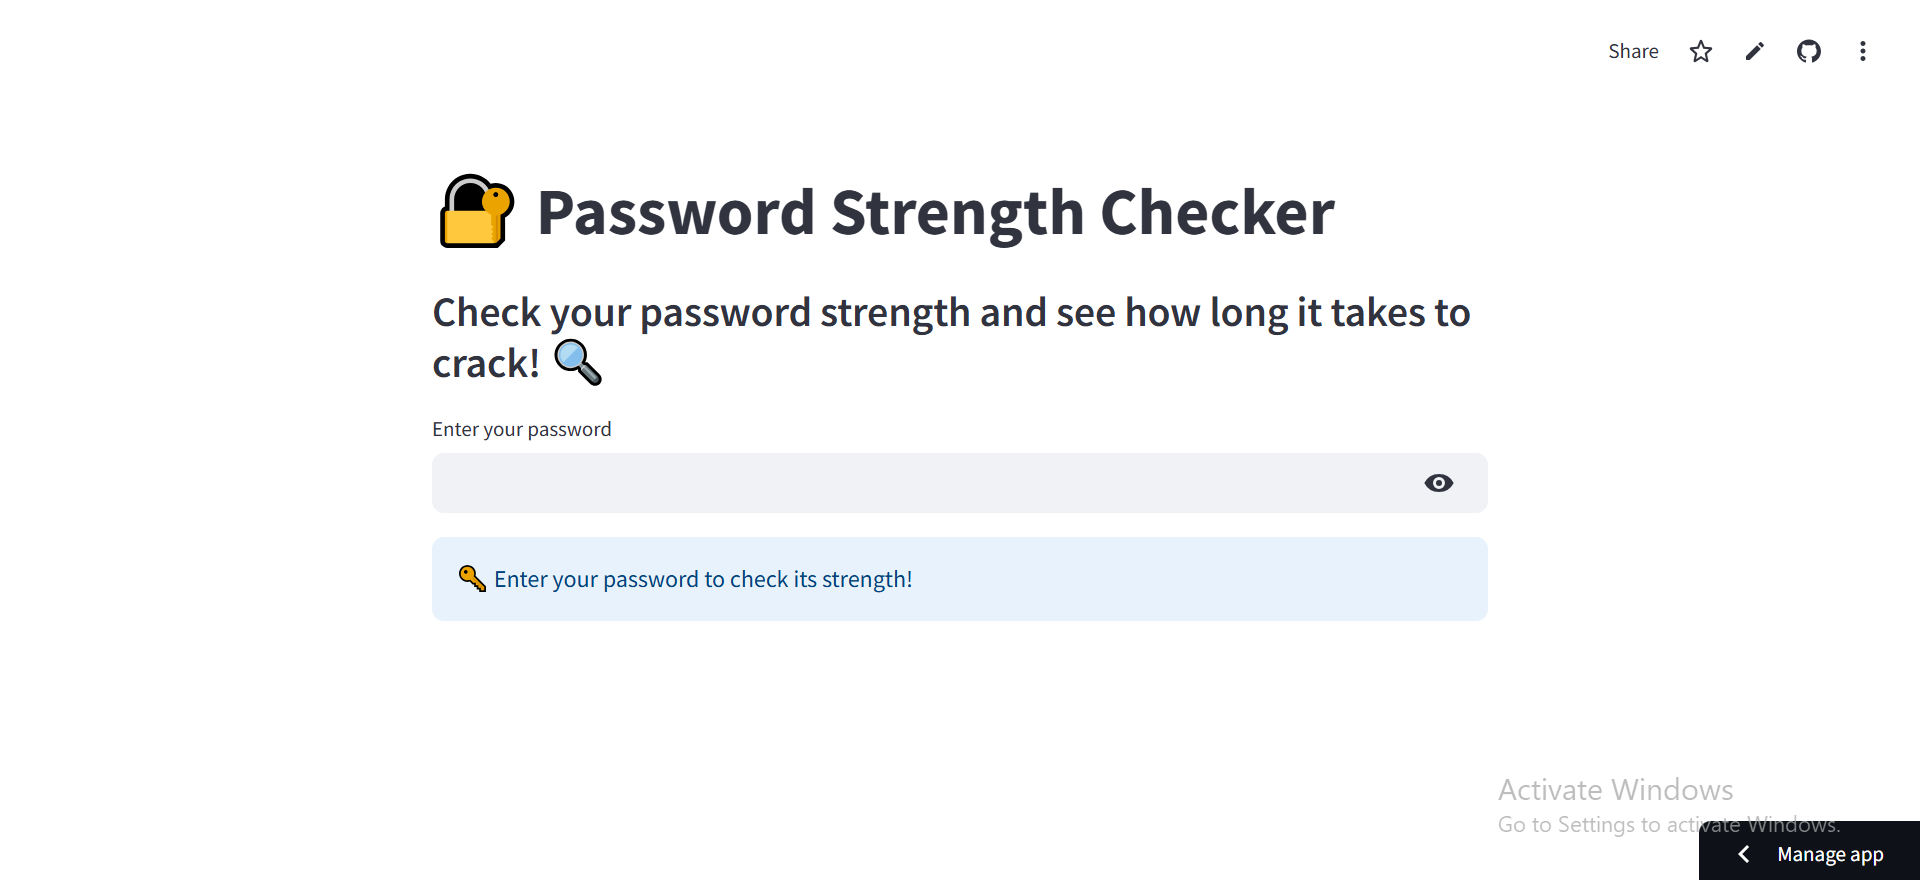 Share
🔐 Password Strength Checker
Check your password strength and see how long it takes to
crack! 🔍
Enter your password
🔑 Enter your password to check its strength!
Activate Windows
Go to Settings to activate Windows.
Manage app